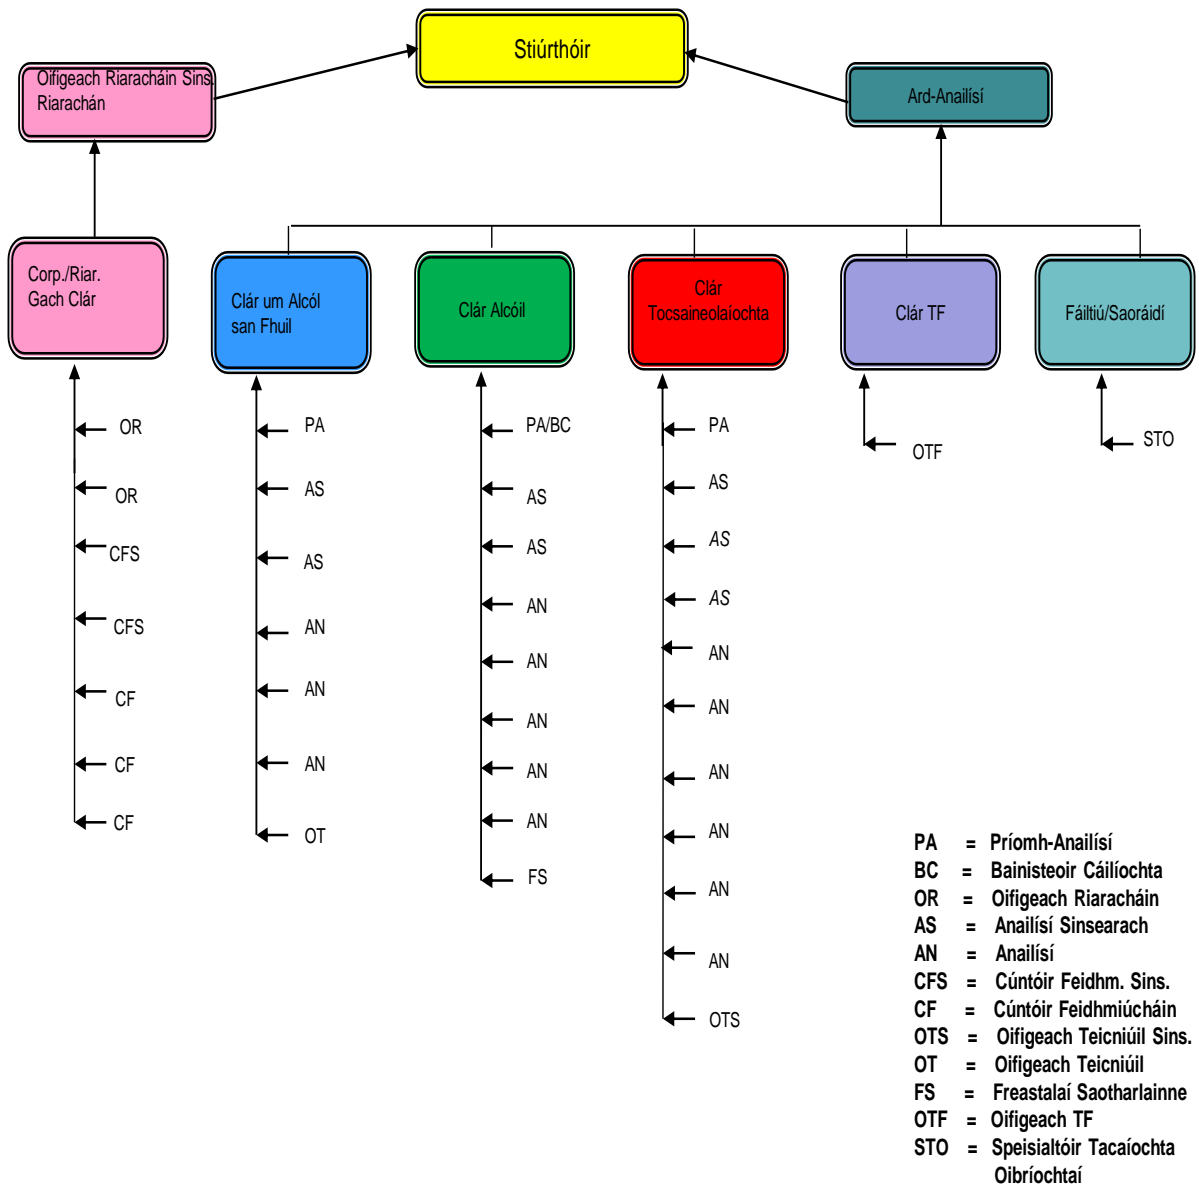 Stiúrthóir
Oifigeach Riaracháin Sins.
Riarachán
Ard-Anailísí
Corp./Riar.
Gach Clár
Clár um Alcól
san Fhuil
Clár Alcóil
Clár
Tocsaineolaíochta
Clár TF
Fáiltiú/Saoráidí
OR
OR
CFS
CFS
CF
CF
CF
PA
AS
AS
AN
AN
AN
OT
PA/BC
AS
AS
AN
AN
AN
AN
AN
FS
PA
AS
AS
AS
AN
AN
AN
AN
AN
AN
OTS
OTF
STO
PA = Príomh-Anailísí
BC = Bainisteoir Cáilíochta
OR = Oifigeach Riaracháin
AS = Anailísí Sinsearach
AN = Anailísí
CFS = Cúntóir Feidhm. Sins.
CF = Cúntóir Feidhmiúcháin
OTS = Oifigeach Teicniúil Sins.
OT = Oifigeach Teicniúil
FS = Freastalaí Saotharlainne
OTF = Oifigeach TF
STO = Speisialtóir Tacaíochta
Oibríochtaí